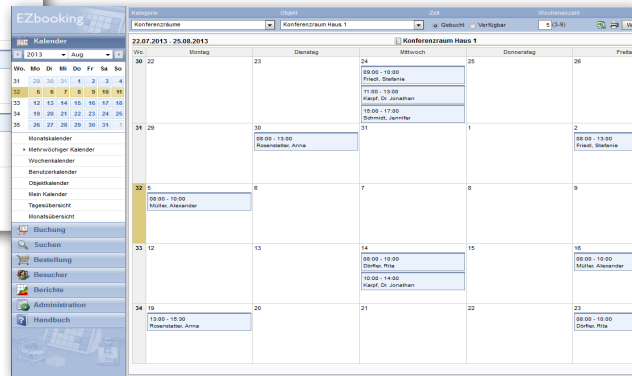 EZbooking
Kategorie Objekt Zeit Wochenanzahl
Konferenzräume Konferenzraum Haus 1 Gebucht Verfügbar 5 (3-9)
Kalender
2013 Aug
Wo. Mo Di Mi Do Fr Sa So
31 29 30 31 1 2 3 4
32 5 6 7 8 9 10 11
33 12 13 14 15 16 17 18
34 19 20 21 22 23 24 25
35 26 27 28 29 30 31 1
Monatskalender
Mehrwöchiger Kalender
Wochenkalender
Benutzerkalender
Objektkalender
Mein Kalender
Tagesübersicht
Monatsübersicht
Buchung
Suchen
Bestellung
Besucher
Berichte
Administration
Handbuch
22.07.2013 - 25.08.2013 Konferenzraum Haus 1
Wo. Montag Dienstag Mittwoch Donnerstag Freita
30 22 23 24 25 26
09:00 - 10:00
Friedl, Stefanie
11:00 - 13:00
Karpf, Dr. Jonathan
15:00 - 17:00
Schmidt, Jennifer
31 29 30 31 1 2
08:00 - 13:00
Rosenstatter, Anna
08:00 - 13:00
Friedl, Stefanie
32 5 6 7 8 9
08:00 - 10:00
Müller, Alexander
33 12 13 14 15 16
08:00 - 10:00
Dörfler, Rita
10:00 - 14:00
Karpf, Dr. Jonathan
08:00 - 10:00
Müller, Alexander
34 19 20 21 22 23
13:00 - 15:30
Rosenstatter, Anna
08:00 - 10:00
Dörfler, Rita